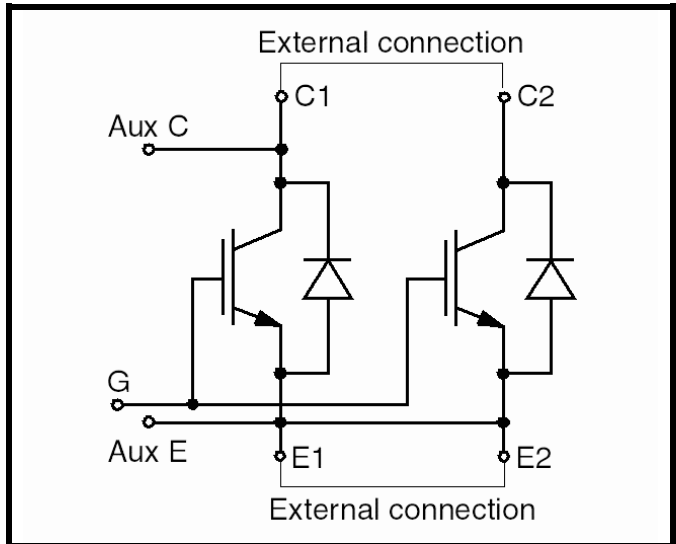 External connection
C1
C2
Aux C
G
Aux E
E1
E2
External connection